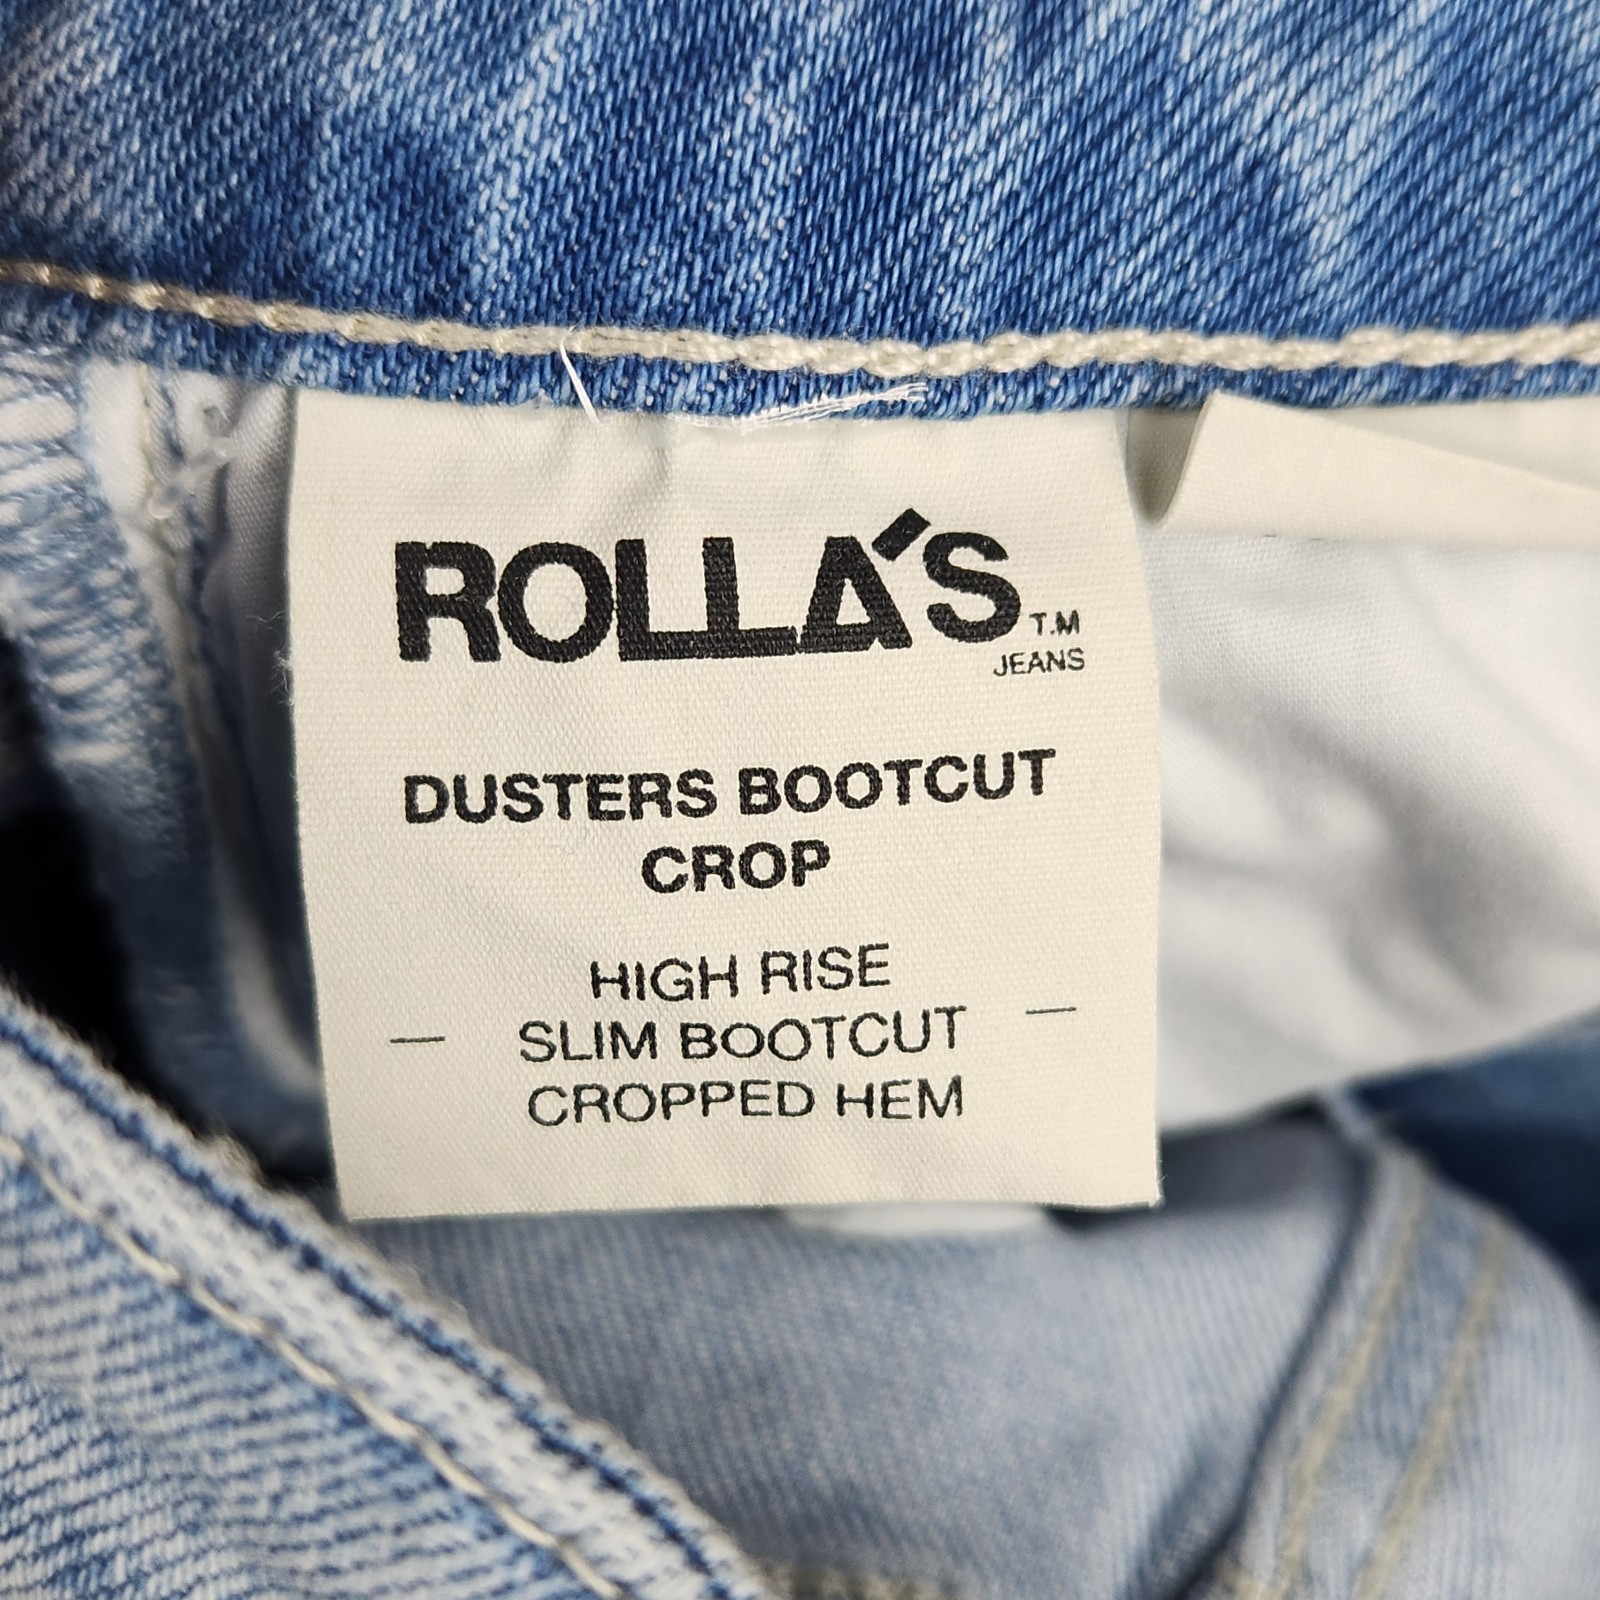 ROLLA'S T.M
JEANS
DUSTERS BOOTCUT
CROP
HIGH RISE
— SLIM BOOTCUT —
CROPPED HEM